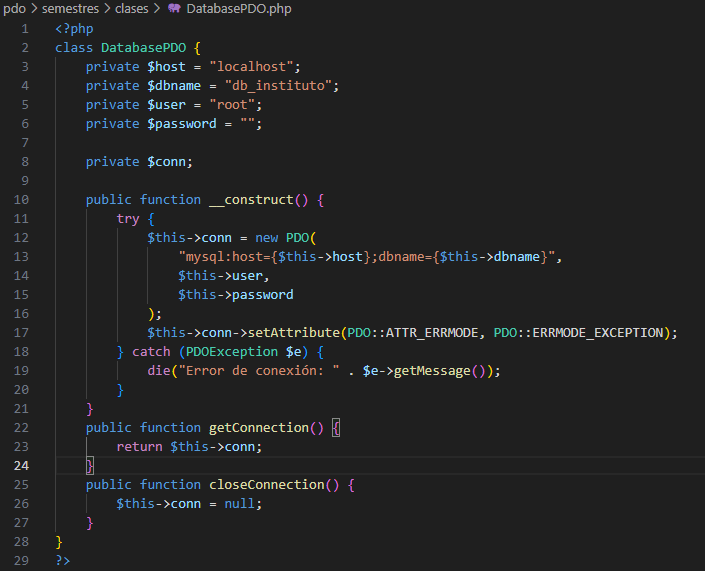 pdo > semestres > clases > DatabasePDO.php
1 <?php
2 class DatabasePDO {
3     private $host = "localhost";
4     private $dbname = "db_instituto";
5     private $user = "root";
6     private $password = "";
7
8     private $conn;
9
10     public function __construct() {
11         try {
12             $this->conn = new PDO(
13                 "mysql:host={$this->host};dbname={$this->dbname}",
14                 $this->user,
15                 $this->password
16             );
17             $this->conn->setAttribute(PDO::ATTR_ERRMODE, PDO::ERRMODE_EXCEPTION);
18         } catch (PDOException $e) {
19             die("Error de conexión: " . $e->getMessage());
20         }
21     }
22     public function getConnection() {
23         return $this->conn;
24     }
25     public function closeConnection() {
26         $this->conn = null;
27     }
28 }
29 ?>